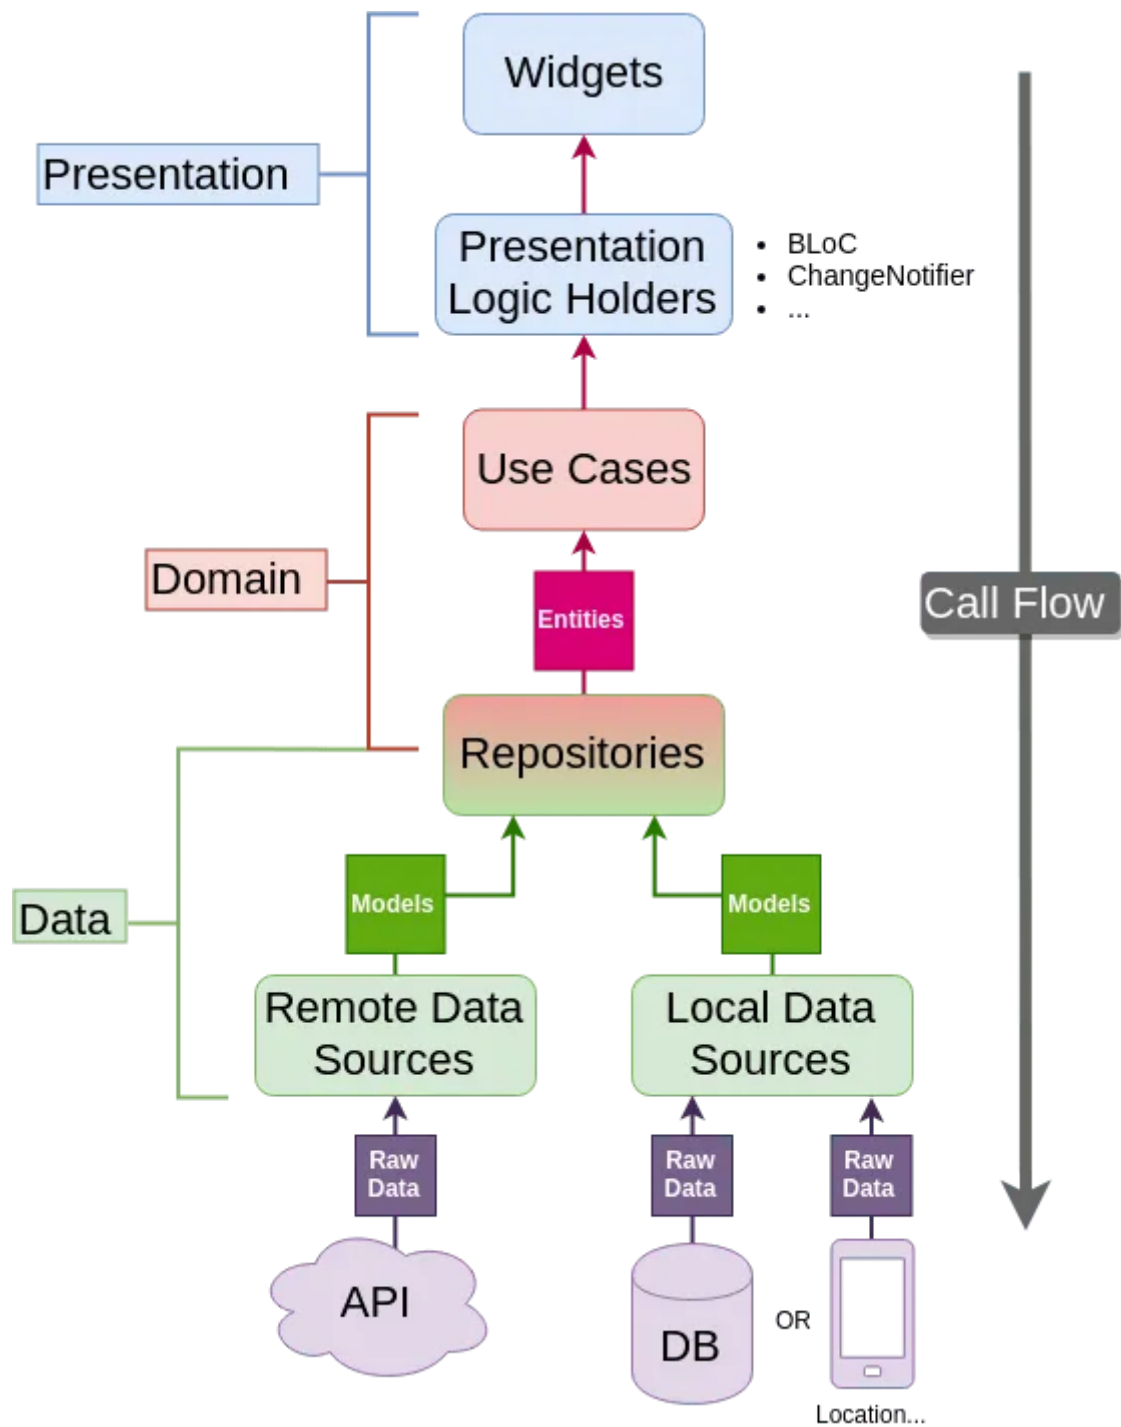 Widgets
Presentation
Presentation
Logic Holders
• BLoC
• ChangeNotifier
• ...
Use Cases
Domain
Entities
Call Flow
Repositories
Data
Models
Models
Remote Data
Sources
Local Data
Sources
Raw
Data
Raw
Data
Raw
Data
API
DB
OR
Location...